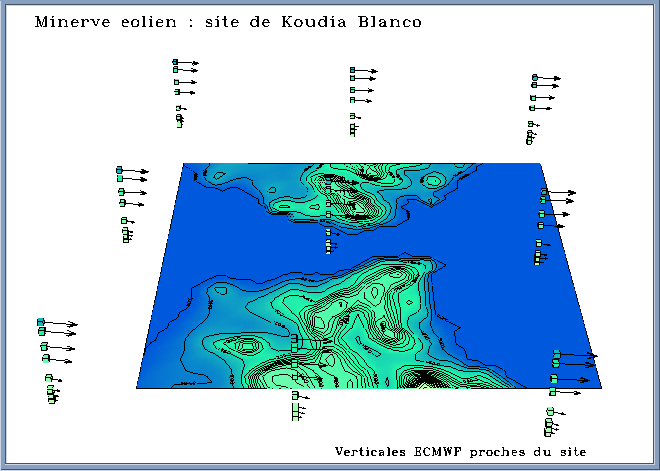 Minerve eolien : site de Koudia Blanco
Verticales ECMWF proches du site